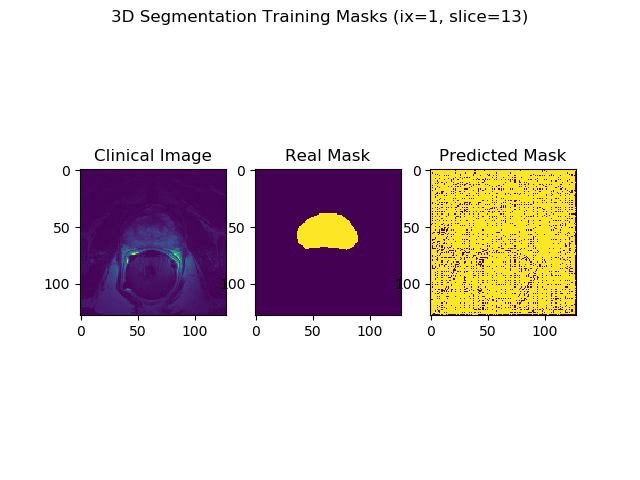 3D Segmentation Training Masks (ix=1, slice=13)
Clinical Image Real Mask Predicted Mask
0 0 0
50 50 50
100 100 100
0 50 100 0 50 100 0 50 100